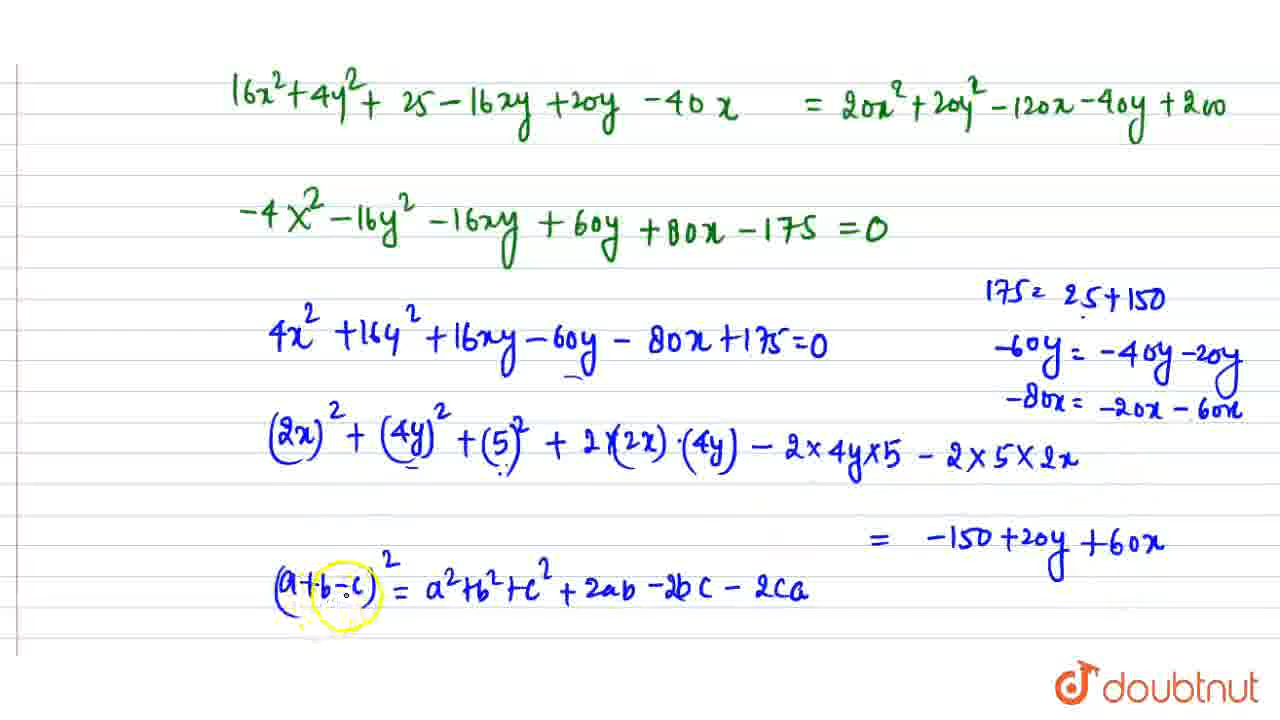 16x² + 4y² + 25 - 16xy + 20y - 40x = 20x² + 20y² - 120x - 40y + 200
-4x² - 16y² - 16xy + 60y + 80x - 175 = 0
175 = 25 + 150
4x² + 16y² + 16xy - 60y - 80x + 175 = 0
-60y = -40y - 20y
-80x = -20x - 60x
(2x)² + (4y)² + (5)² + 2×(2x)·(4y) - 2×4y×5 - 2×5×2x
= -150 + 20y + 60x
(a+b-c)² = a² + b² + c² + 2ab - 2bc - 2ca
doubtnut